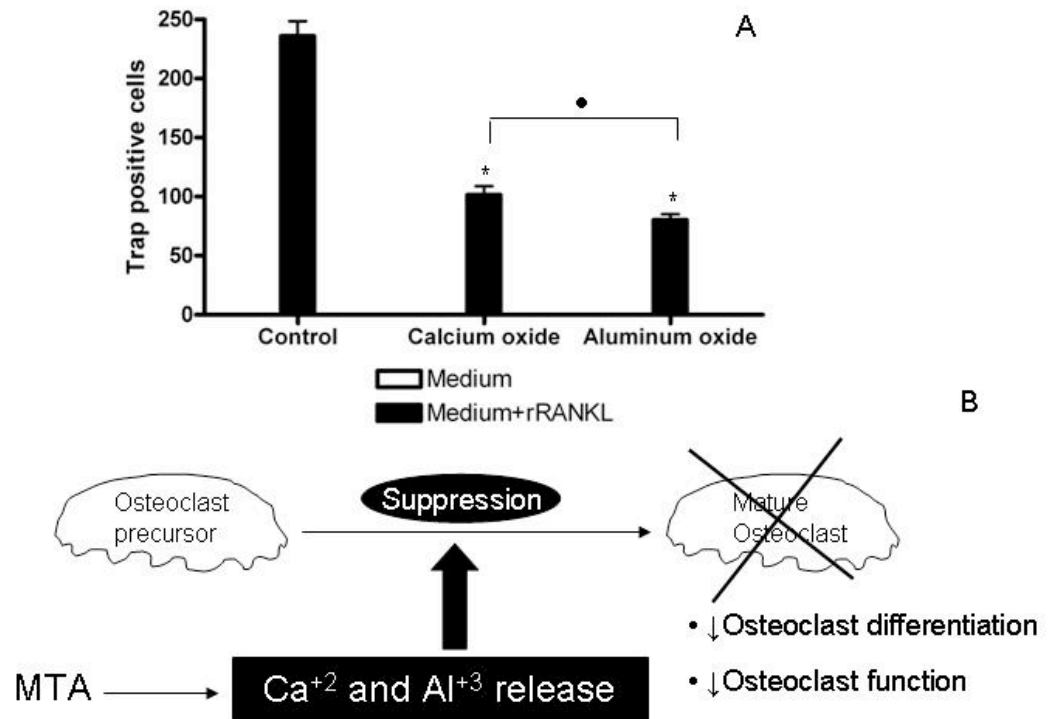 A
250
200
150
100
50
0
Trap positive cells
•
*
*
Control Calcium oxide Aluminum oxide
Medium
Medium+rRANKL
B
Osteoclast
precursor
Suppression
Mature
Osteoclast
• ↓Osteoclast differentiation
• ↓Osteoclast function
MTA
Ca⁺² and Al⁺³ release